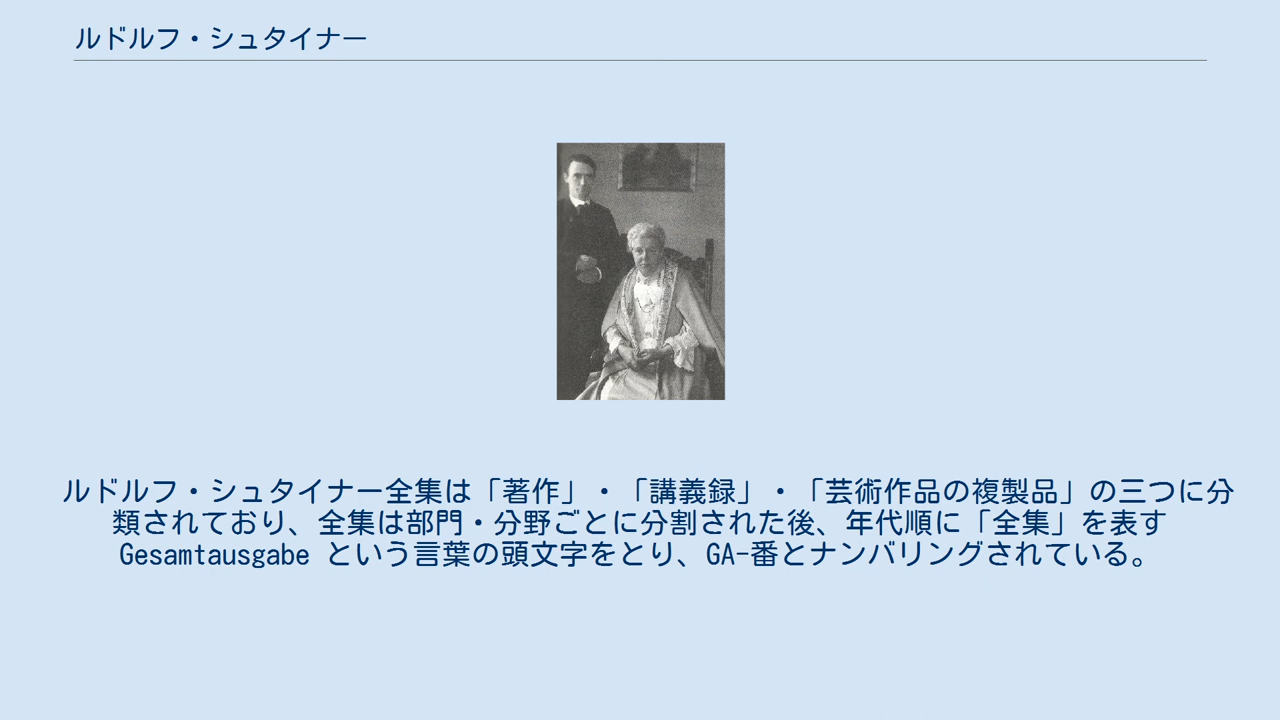 ルドルフ・シュタイナー
ルドルフ・シュタイナー全集は「著作」・「講義録」・「芸術作品の複製品」の三つに分
類されており、全集は部門・分野ごとに分割された後、年代順に「全集」を表す
Gesamtausgabe という言葉の頭文字をとり、GA-番とナンバリングされている。